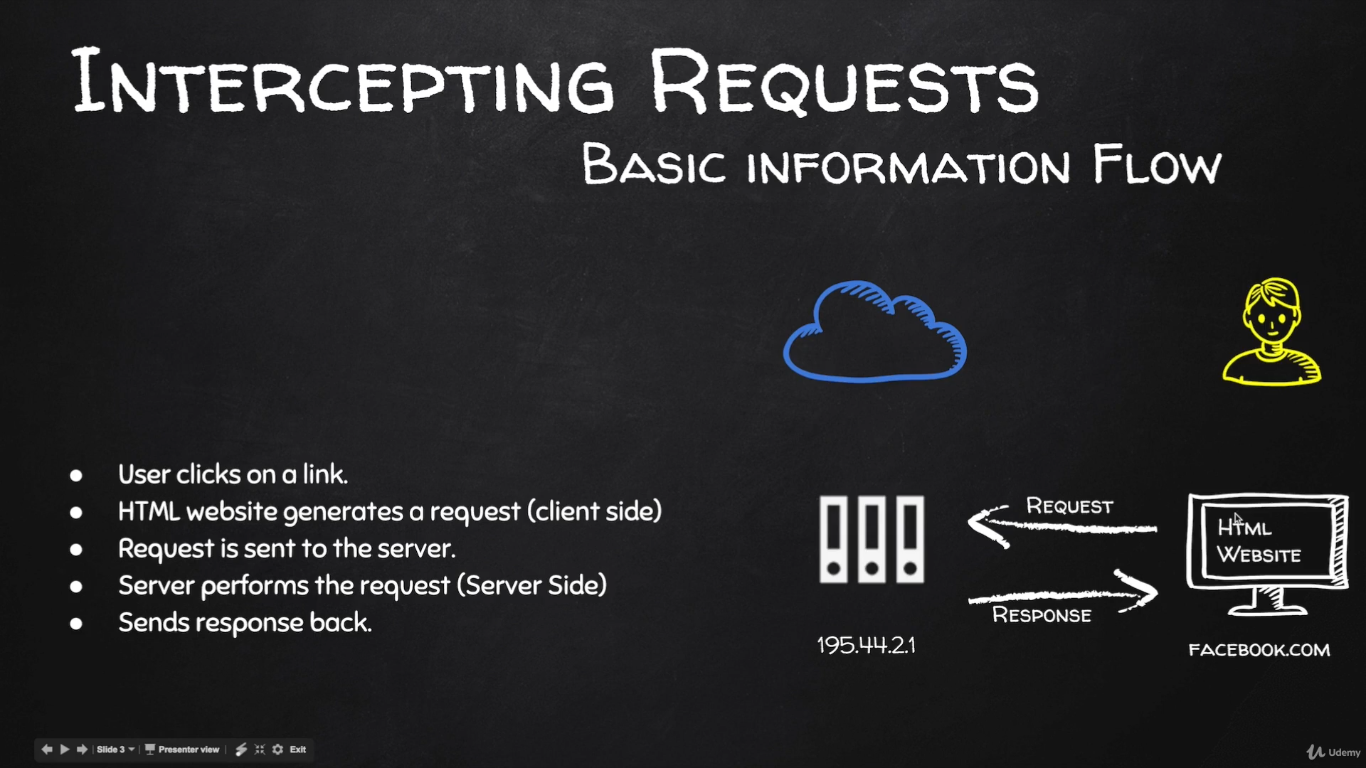 Intercepting Requests
Basic information Flow
• User clicks on a link.
• HTML website generates a request (client side)
• Request is sent to the server.
• Server performs the request (Server Side)
• Sends response back.
Request
Response
195.44.2.1
Html
Website
facebook.com
Slide 3
Presenter view
Exit
Udemy